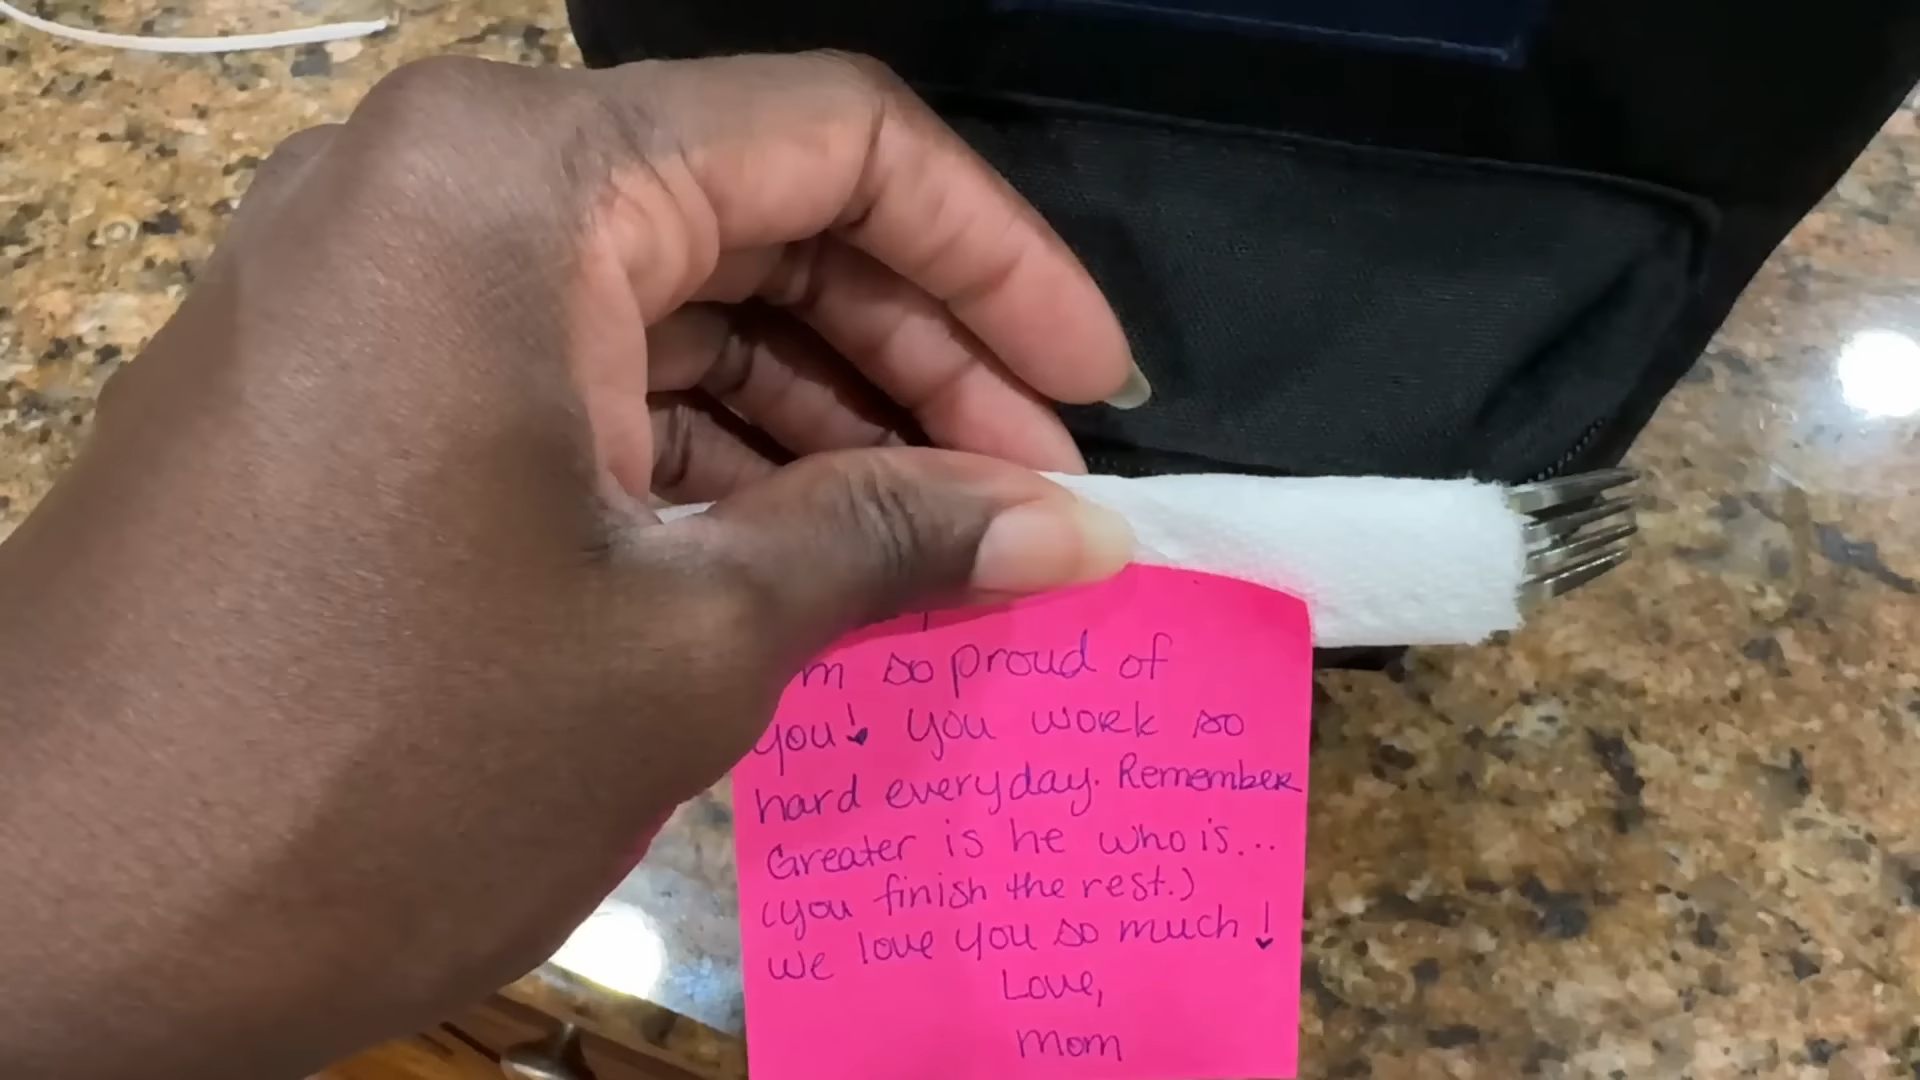 m so proud of
you! you work so
hard everyday. Remember
Greater is he who is...
(you finish the rest.)
we love you so much!
Love,
Mom